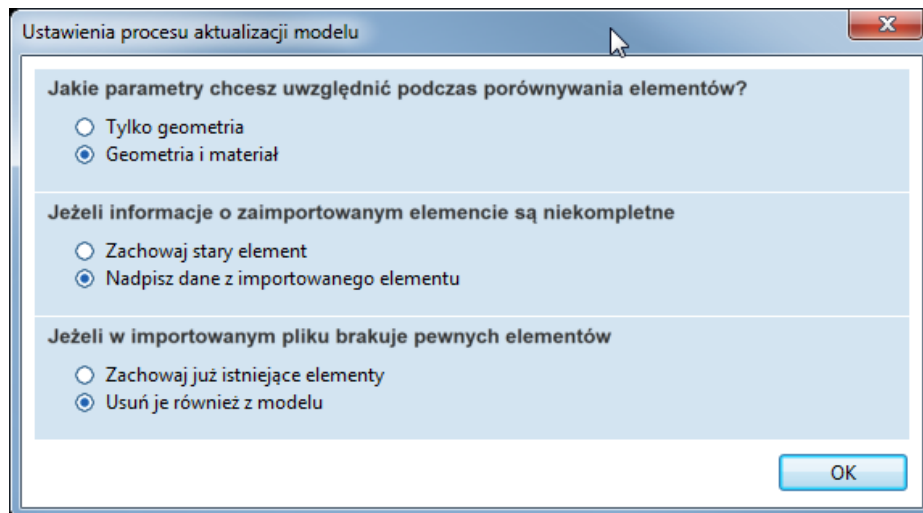 Ustawienia procesu aktualizacji modelu
Jakie parametry chcesz uwzględnić podczas porównywania elementów?
Tylko geometria
Geometria i materiał
Jeżeli informacje o zaimportowanym elemencie są niekompletne
Zachowaj stary element
Nadpisz dane z importowanego elementu
Jeżeli w importowanym pliku brakuje pewnych elementów
Zachowaj już istniejące elementy
Usuń je również z modelu
OK